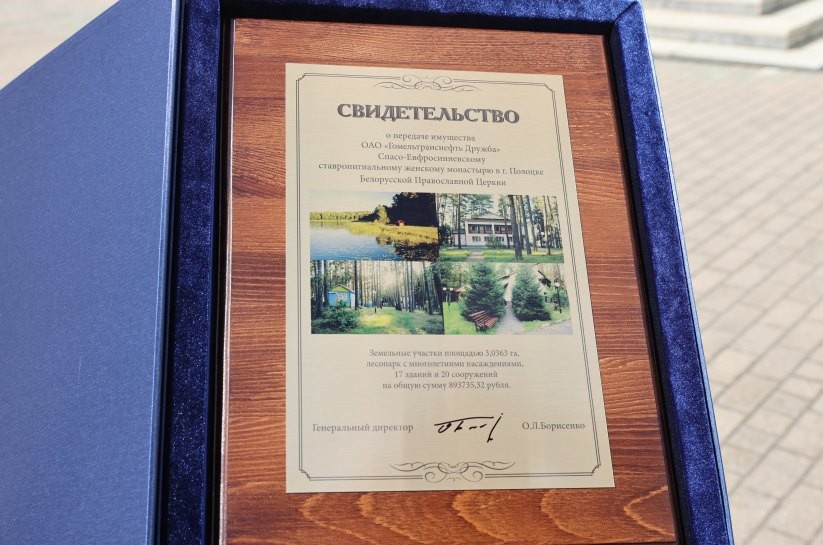 СВИДЕТЕЛЬСТВО
о передаче имущества
ОАО «Гомельтранснефть Дружба»
Спасо-Евфросиниевскому
ставропигиальному женскому монастырю в г. Полоцке
Белорусской Православной Церкви
Земельные участки площадью 5,0363 га,
лесопарк с многолетними насаждениями,
17 зданий и 20 сооружений
на общую сумму 893735,32 рубля.
Генеральный директор О.Л.Борисенко